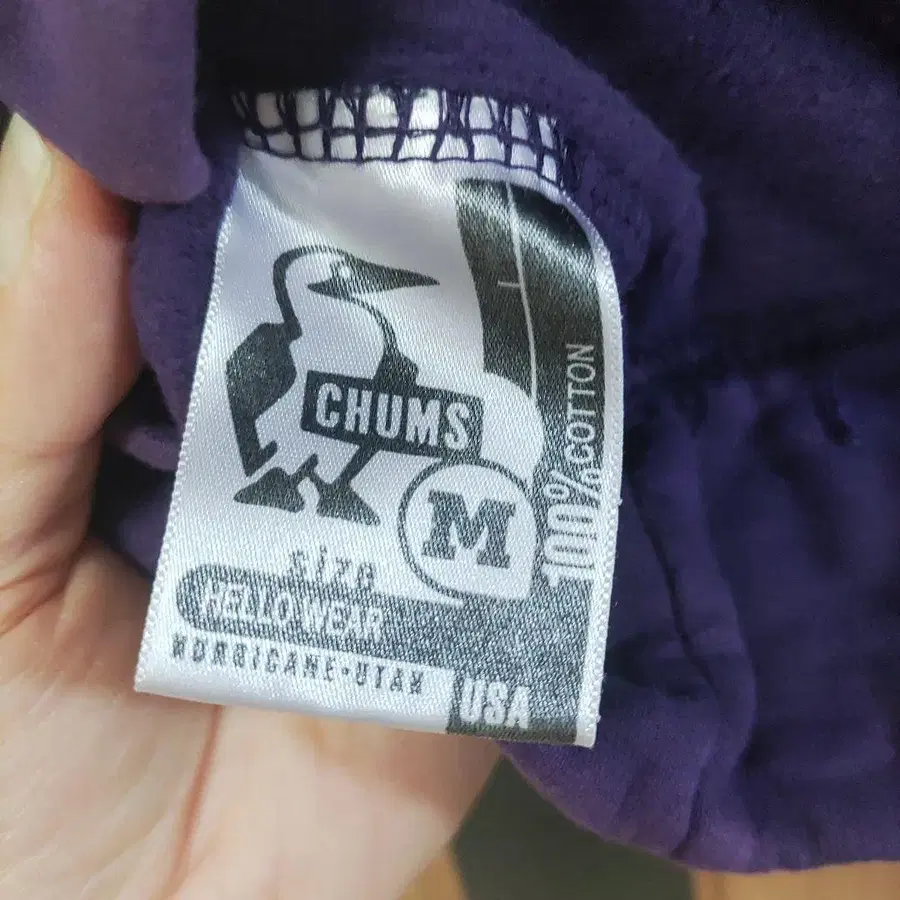 CHUMS
M
100% COTTON
size
HELLO WEAR
HURRICANE•UTAH
USA